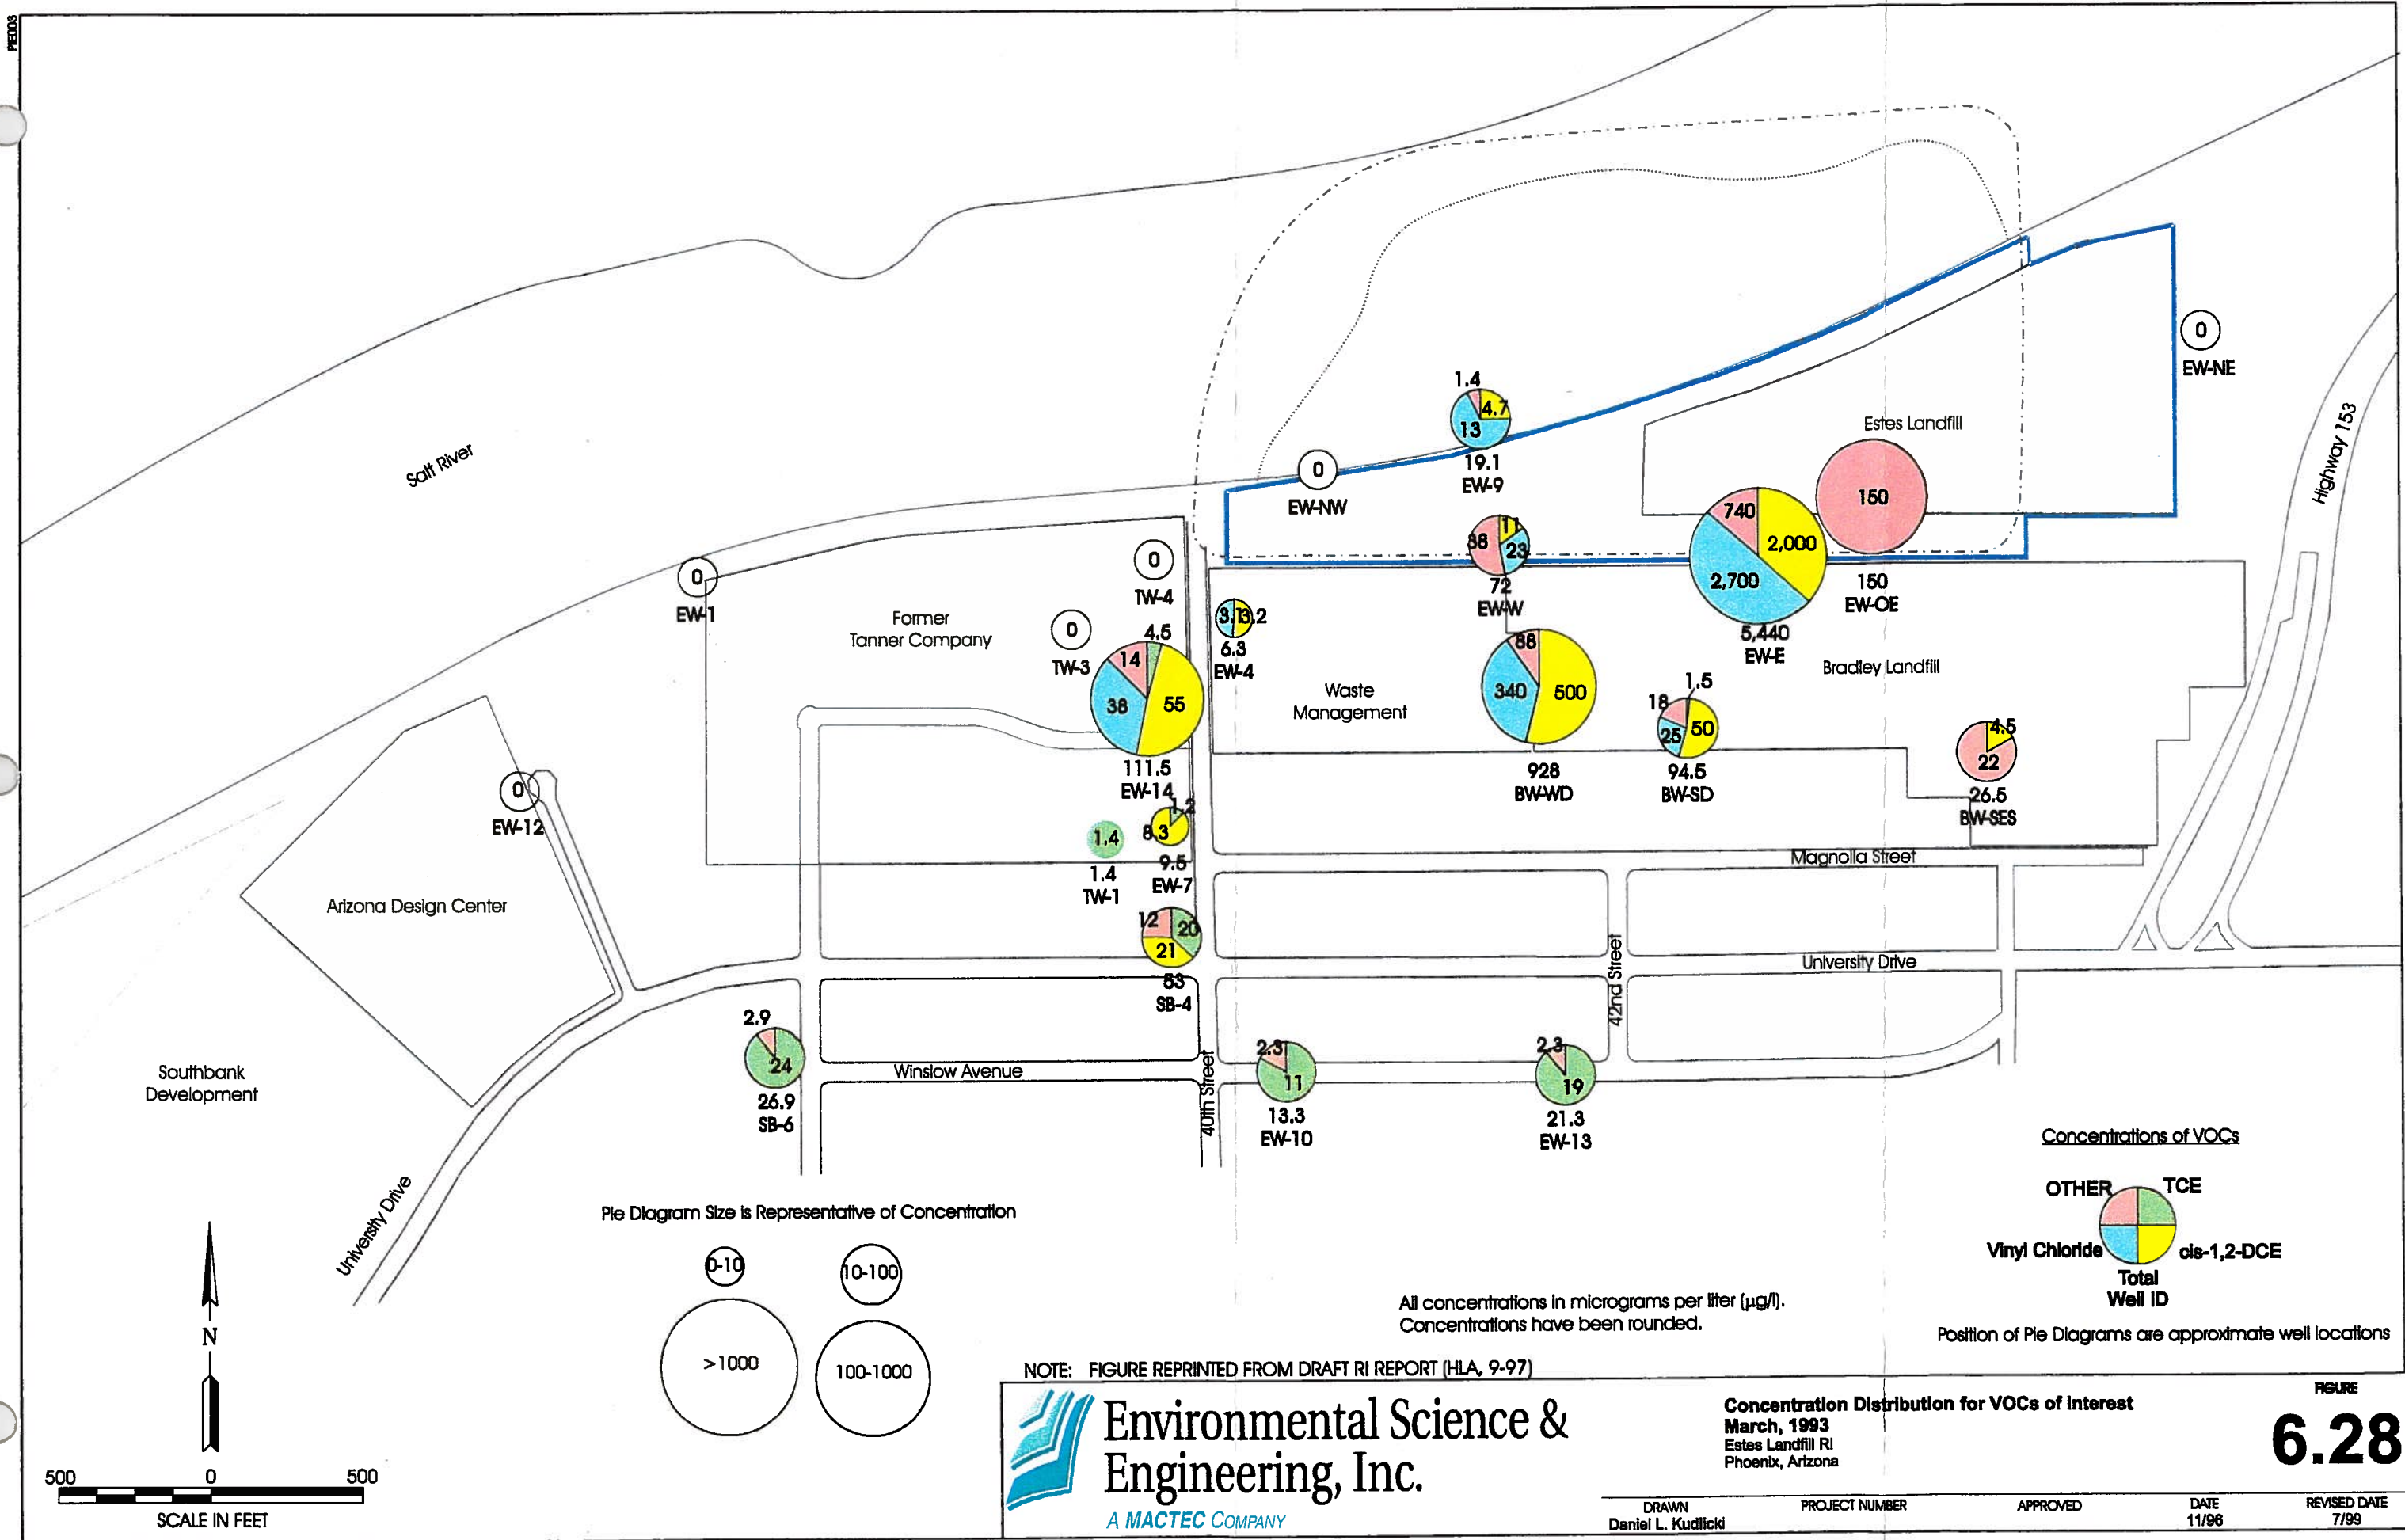 PIE003
0
EW-NE
Highway 153
1.4
4.7
13
19.1
EW-9
Estes Landfill
Salt River
0
EW-NW
150
150
EW-OE
740
2,000
2,700
5,440
EW-E
11
38
23
72
EW-W
0
TW-4
0
EW-1
Former
Tanner Company
0
TW-3
3.1
3.2
6.3
EW-4
4.5
14
38
55
111.5
EW-14
Waste
Management
88
340
500
928
BW-WD
Bradley Landfill
1.5
18
25
50
94.5
BW-SD
4.5
22
26.5
BW-SES
0
EW-12
1.2
8.3
9.5
EW-7
1.4
1.4
TW-1
Magnolia Street
Arizona Design Center
12
20
21
53
SB-4
42nd Street
University Drive
2.9
24
26.9
SB-6
Winslow Avenue
40th Street
2.3
11
13.3
EW-10
2.3
19
21.3
EW-13
Southbank
Development
University Drive
Concentrations of VOCs
OTHER
TCE
Vinyl Chloride
cis-1,2-DCE
Total
Well ID
Position of Pie Diagrams are approximate well locations
Pie Diagram Size is Representative of Concentration
0-10
10-100
>1000
100-1000
All concentrations in micrograms per liter (µg/l).
Concentrations have been rounded.
N
500 0 500
SCALE IN FEET
NOTE: FIGURE REPRINTED FROM DRAFT RI REPORT (HLA, 9-97)
Environmental Science &
Engineering, Inc.
A MACTEC COMPANY
Concentration Distribution for VOCs of Interest
March, 1993
Estes Landfill RI
Phoenix, Arizona
FIGURE
6.28
DRAWN
Daniel L. Kudlicki
PROJECT NUMBER
APPROVED
DATE
11/96
REVISED DATE
7/99